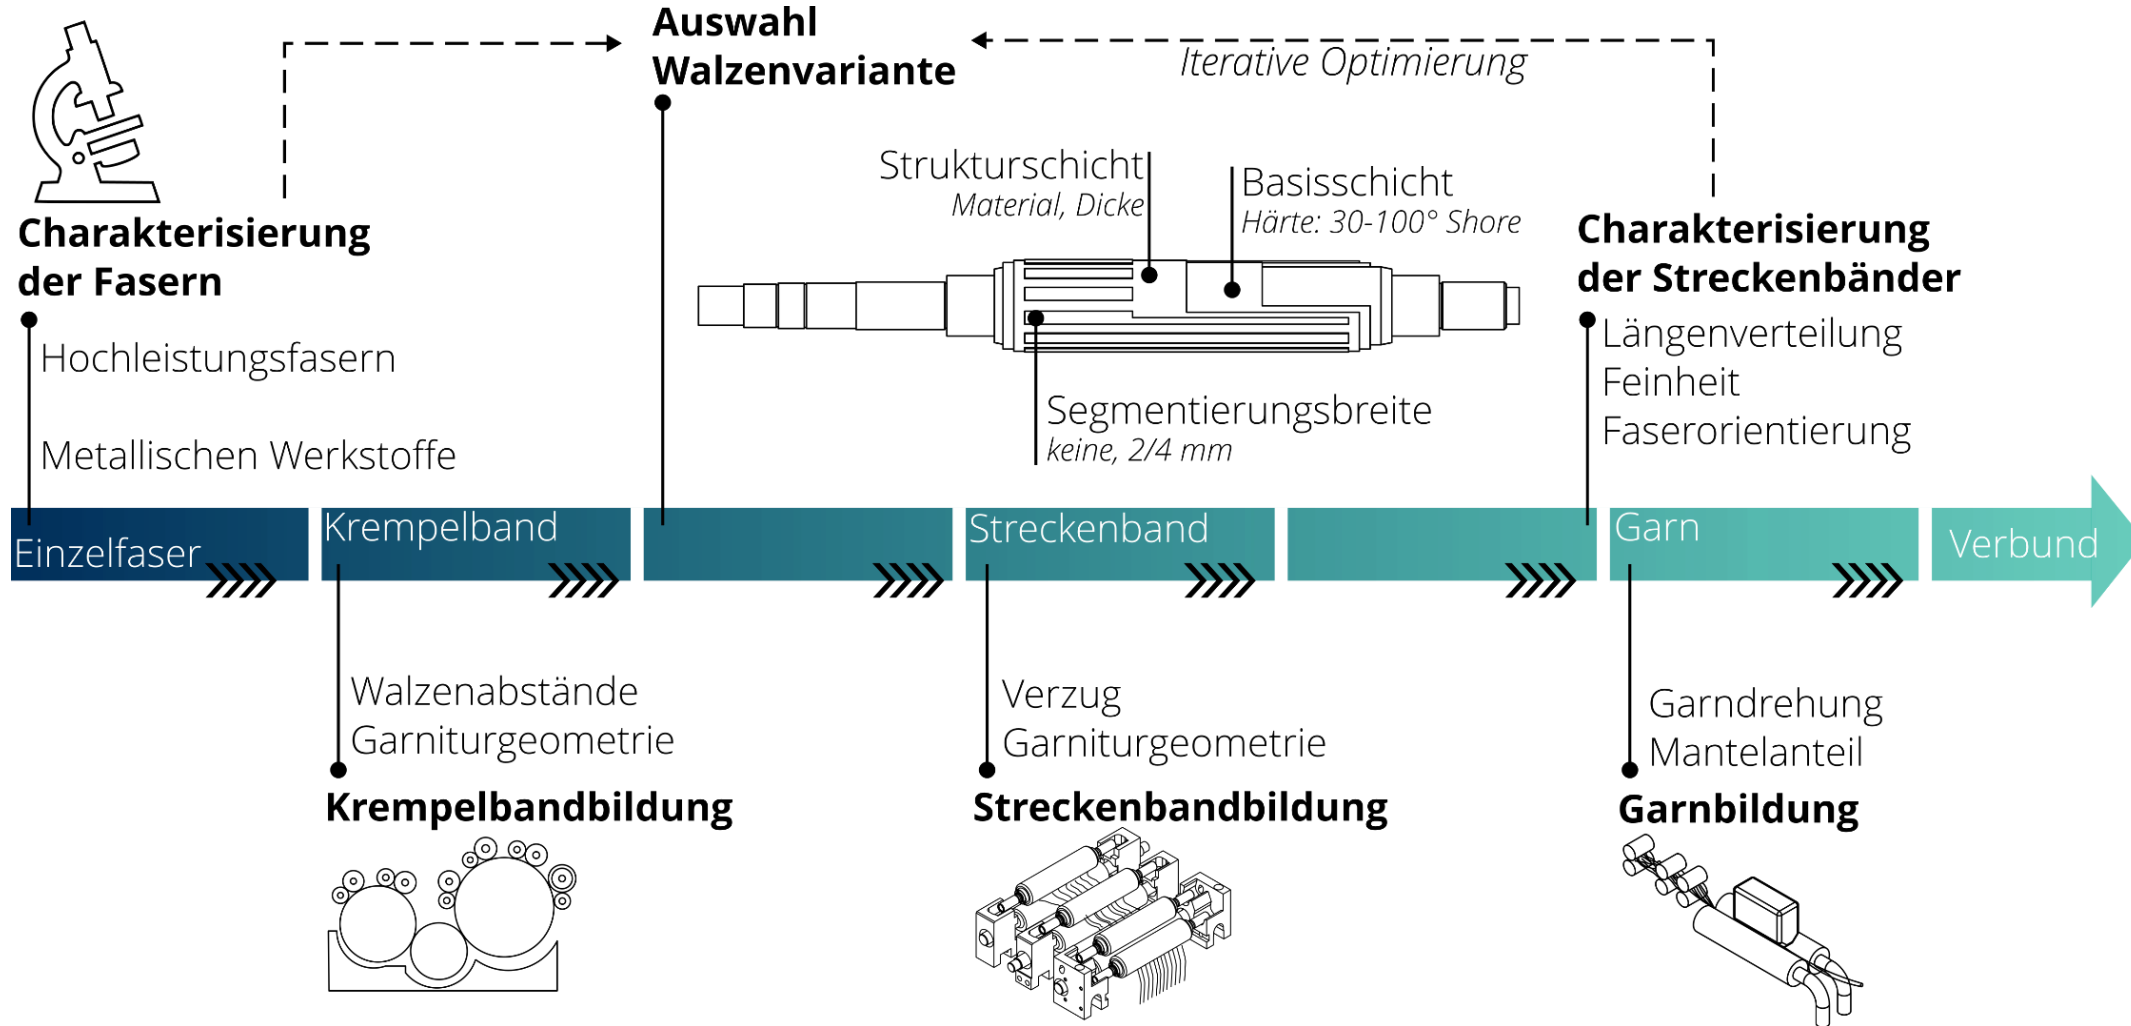 Auswahl
Walzenvariante
Iterative Optimierung
Strukturschicht
Material, Dicke
Basisschicht
Härte: 30-100° Shore
Charakterisierung
der Fasern
Hochleistungsfasern
Metallischen Werkstoffe
Segmentierungsbreite
keine, 2/4 mm
Charakterisierung
der Streckenbänder
Längenverteilung
Feinheit
Faserorientierung
Einzelfaser
Krempelband
Streckenband
Garn
Verbund
Walzenabstände
Garniturgeometrie
Krempelbandbildung
Verzug
Garniturgeometrie
Streckenbandbildung
Garndrehung
Mantelanteil
Garnbildung